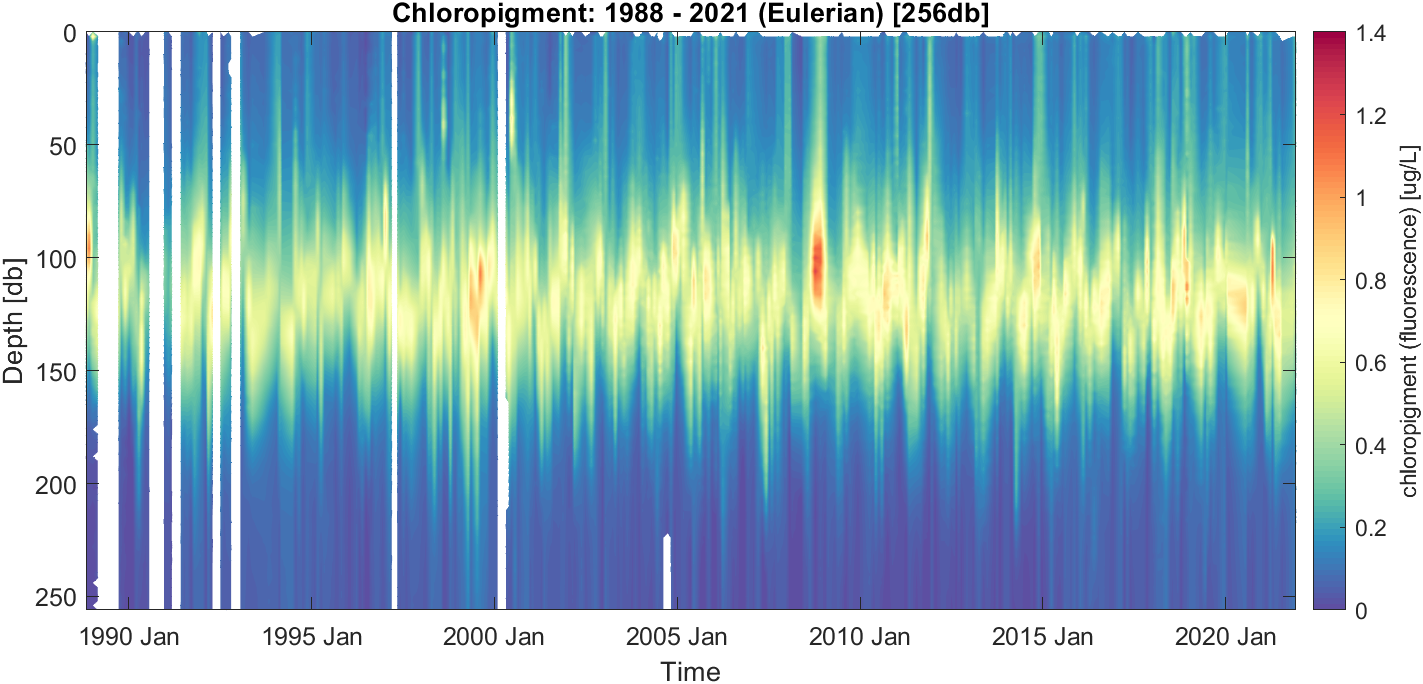 Chloropigment: 1988 - 2021 (Eulerian) [256db]
0
50
100
150
200
250
Depth [db]
1990 Jan
1995 Jan
2000 Jan
2005 Jan
2010 Jan
2015 Jan
2020 Jan
Time
1.4
1.2
1
0.8
0.6
0.4
0.2
0
chloropigment (fluorescence) [ug/L]